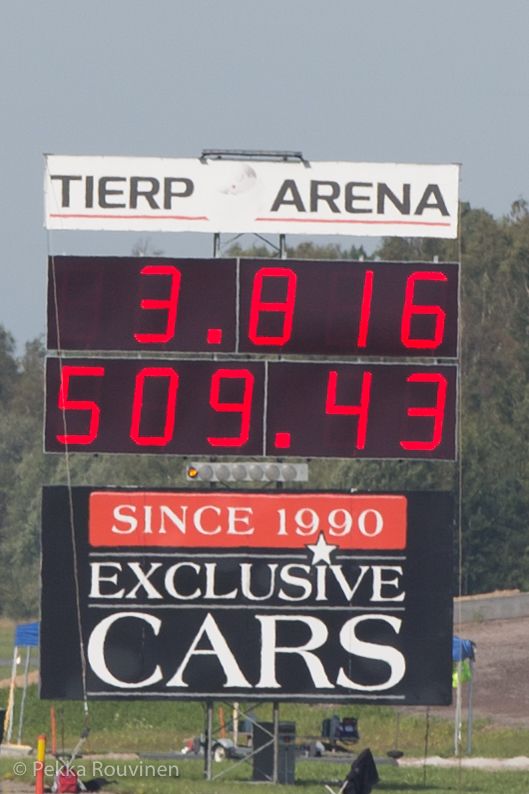 TIERP ARENA
3.816
509.43
SINCE 1990
EXCLUSIVE
CARS
© Pekka Rouvinen